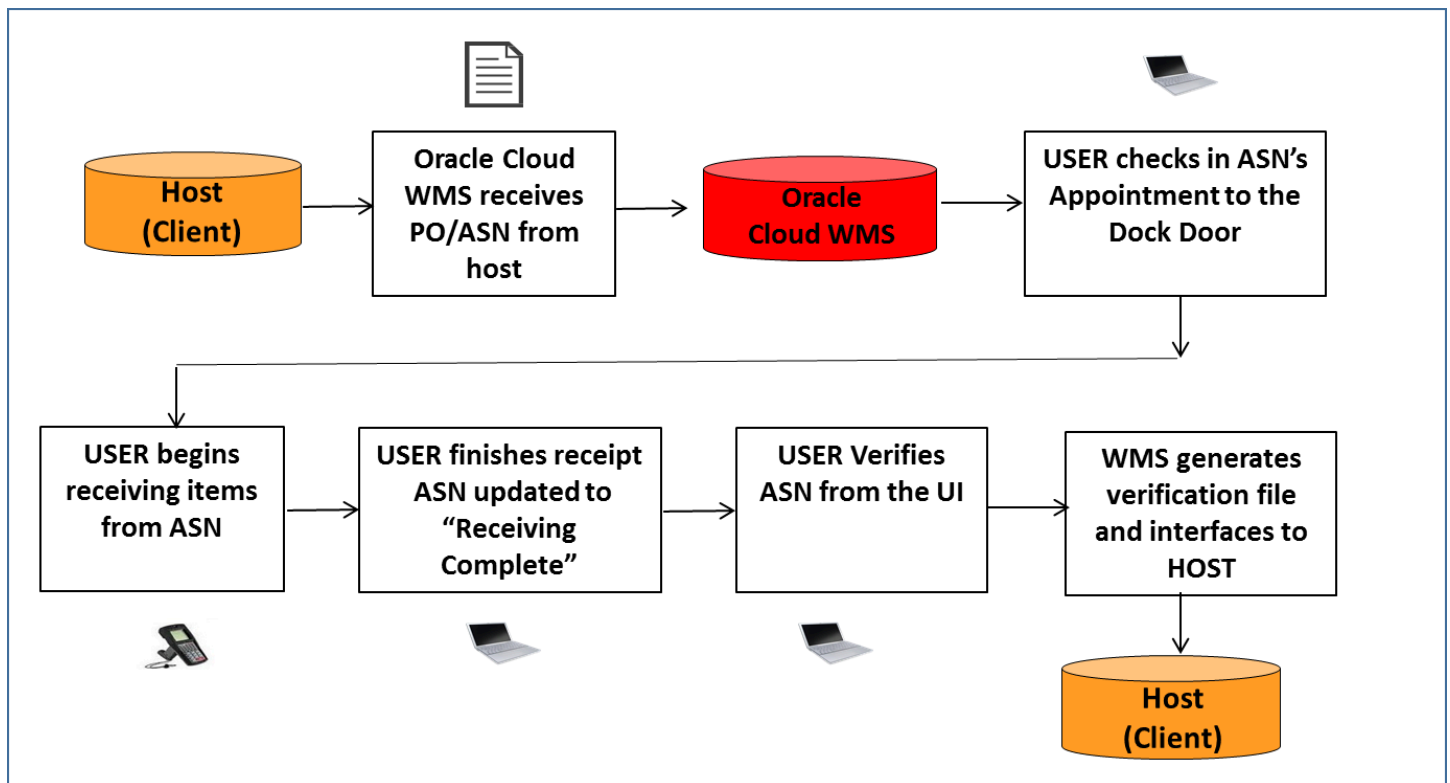 Host
(Client)
Oracle Cloud
WMS receives
PO/ASN from
host
Oracle
Cloud WMS
USER checks in ASN's
Appointment to the
Dock Door
USER begins
receiving items
from ASN
USER finishes receipt
ASN updated to
“Receiving
Complete”
USER Verifies
ASN from the UI
WMS generates
verification file
and interfaces to
HOST
Host
(Client)